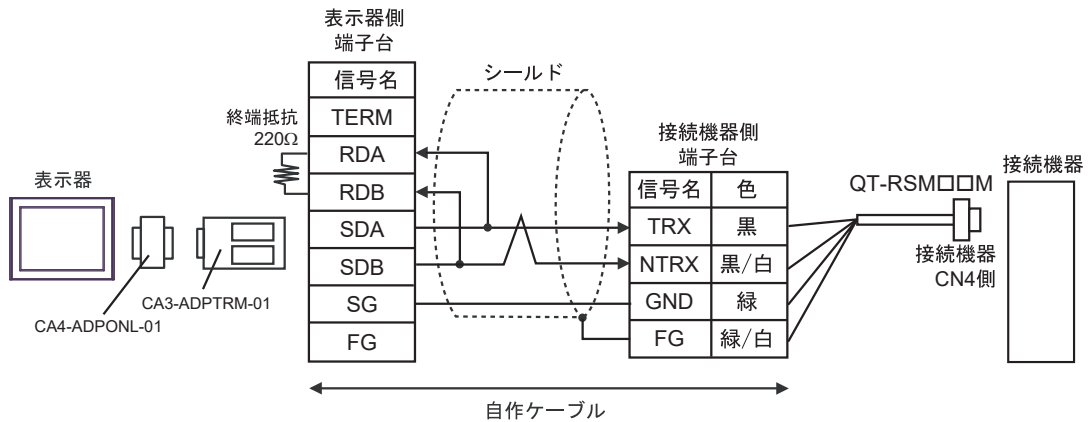 表示器側
端子台
信号名
TERM
RDA
RDB
SDA
SDB
SG
FG
終端抵抗
220Ω
シールド
表示器
CA4-ADPONL-01
CA3-ADPTRM-01
接続機器側
端子台
信号名 色
TRX 黒
NTRX 黒/白
GND 緑
FG 緑/白
QT-RSM□□M
接続機器
CN4側
接続機器
自作ケーブル